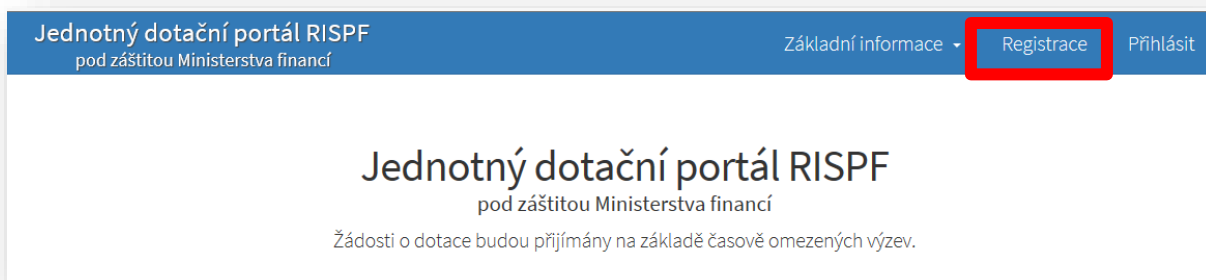 Jednotný dotační portál RISPF
pod záštitou Ministerstva financí
Základní informace
Registrace
Přihlásit
Jednotný dotační portál RISPF
pod záštitou Ministerstva financí
Žádosti o dotace budou přijímány na základě časově omezených výzev.